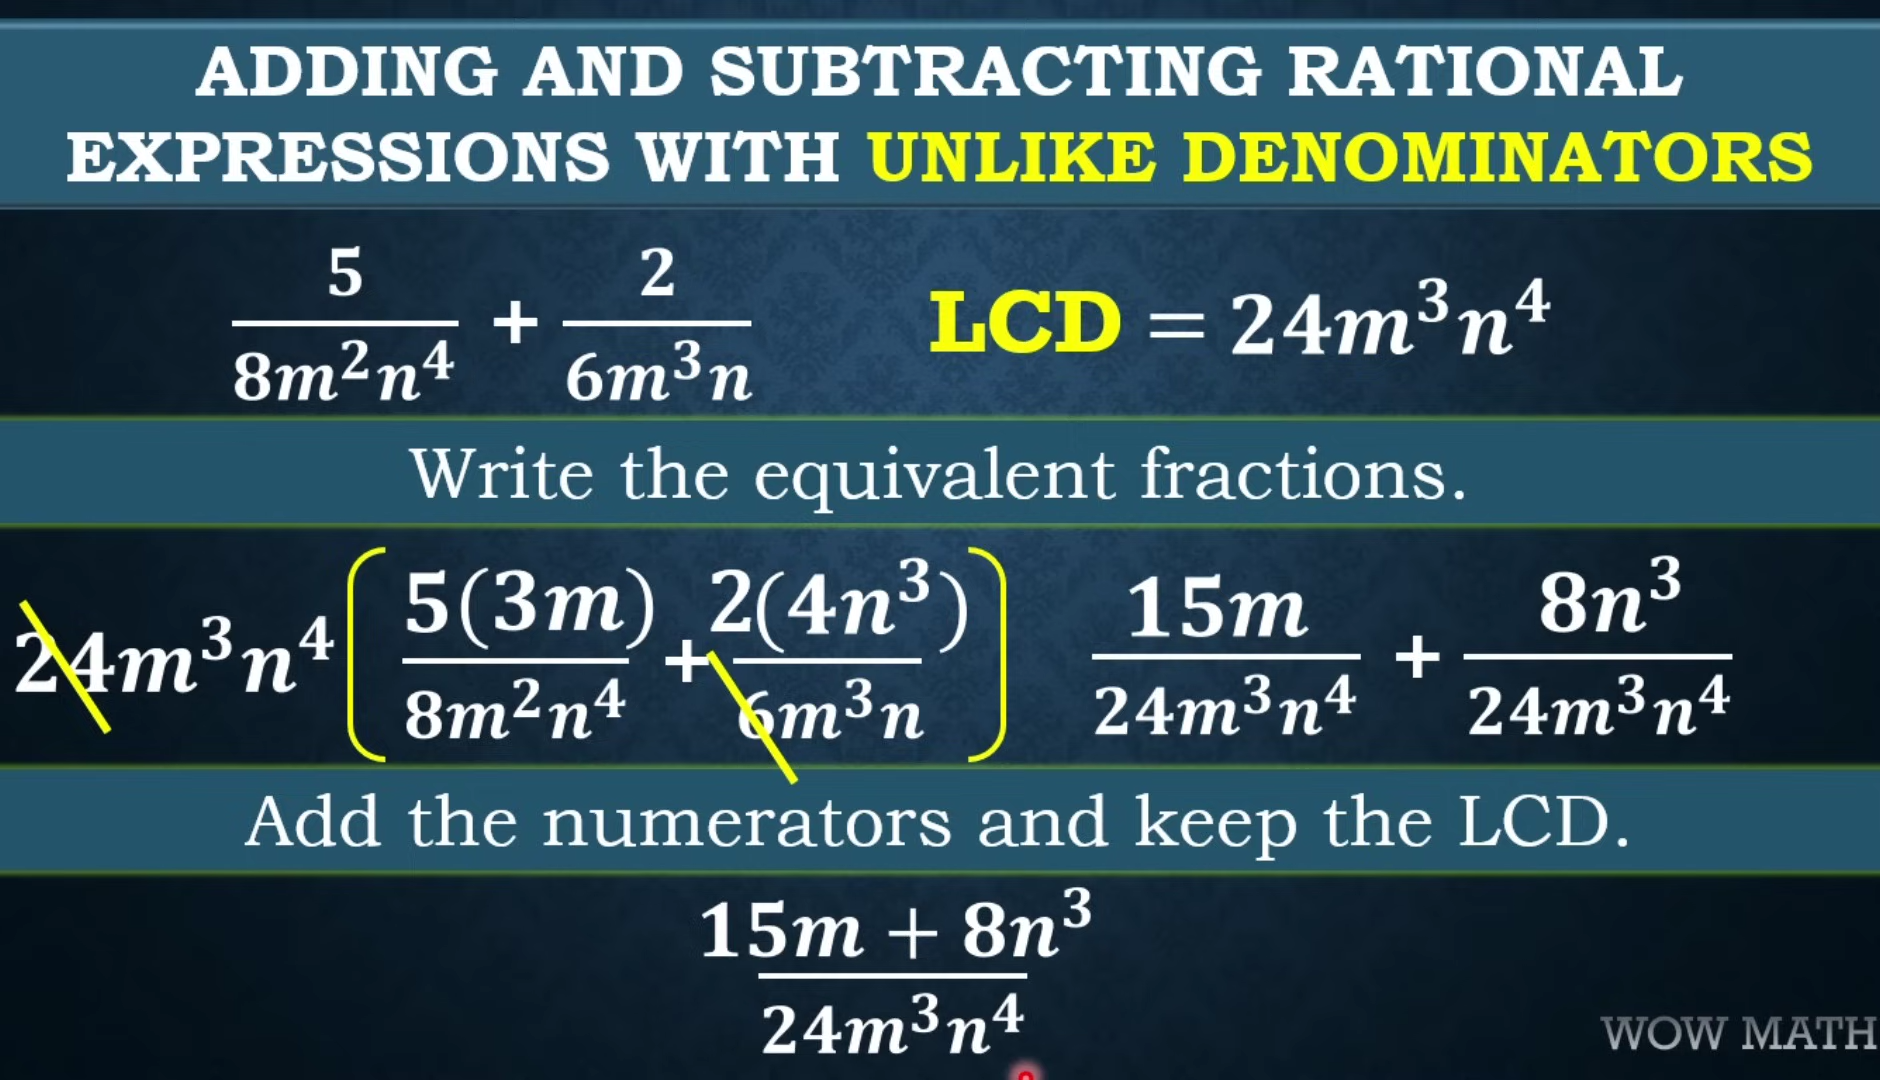 ADDING AND SUBTRACTING RATIONAL
EXPRESSIONS WITH UNLIKE DENOMINATORS
5/(8m²n⁴) + 2/(6m³n)
LCD = 24m³n⁴
Write the equivalent fractions.
24m³n⁴ ( 5(3m)/(8m²n⁴) + 2(4n³)/(6m³n) ) 15m/(24m³n⁴) + 8n³/(24m³n⁴)
Add the numerators and keep the LCD.
(15m + 8n³)/(24m³n⁴)
WOW MATH